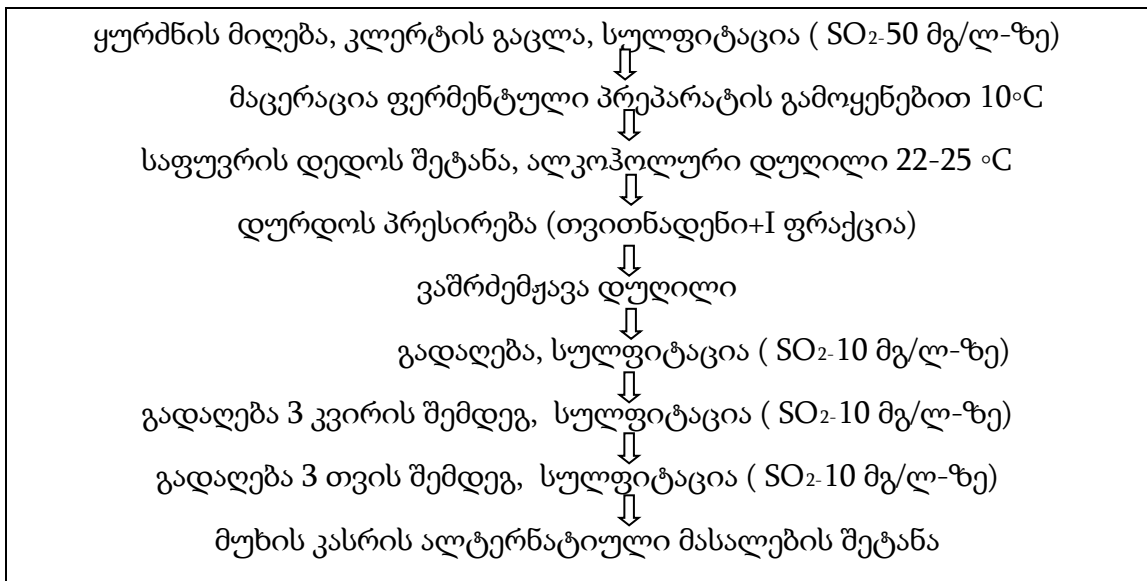 ყურძნის მიღება, კლერტის გაცლა, სულფიტაცია ( SO₂-50 მგ/ლ-ზე)
მაცერაცია ფერმენტული პრეპარატის გამოყენებით 10◦C
საფუვრის დედოს შეტანა, ალკოჰოლური დუღილი 22-25 ◦C
დურდოს პრესირება (თვითნადენი+I ფრაქცია)
ვაშრძემჟავა დუღილი
გადაღება, სულფიტაცია ( SO₂-10 მგ/ლ-ზე)
გადაღება 3 კვირის შემდეგ, სულფიტაცია ( SO₂-10 მგ/ლ-ზე)
გადაღება 3 თვის შემდეგ, სულფიტაცია ( SO₂-10 მგ/ლ-ზე)
მუხის კასრის ალტერნატიული მასალების შეტანა